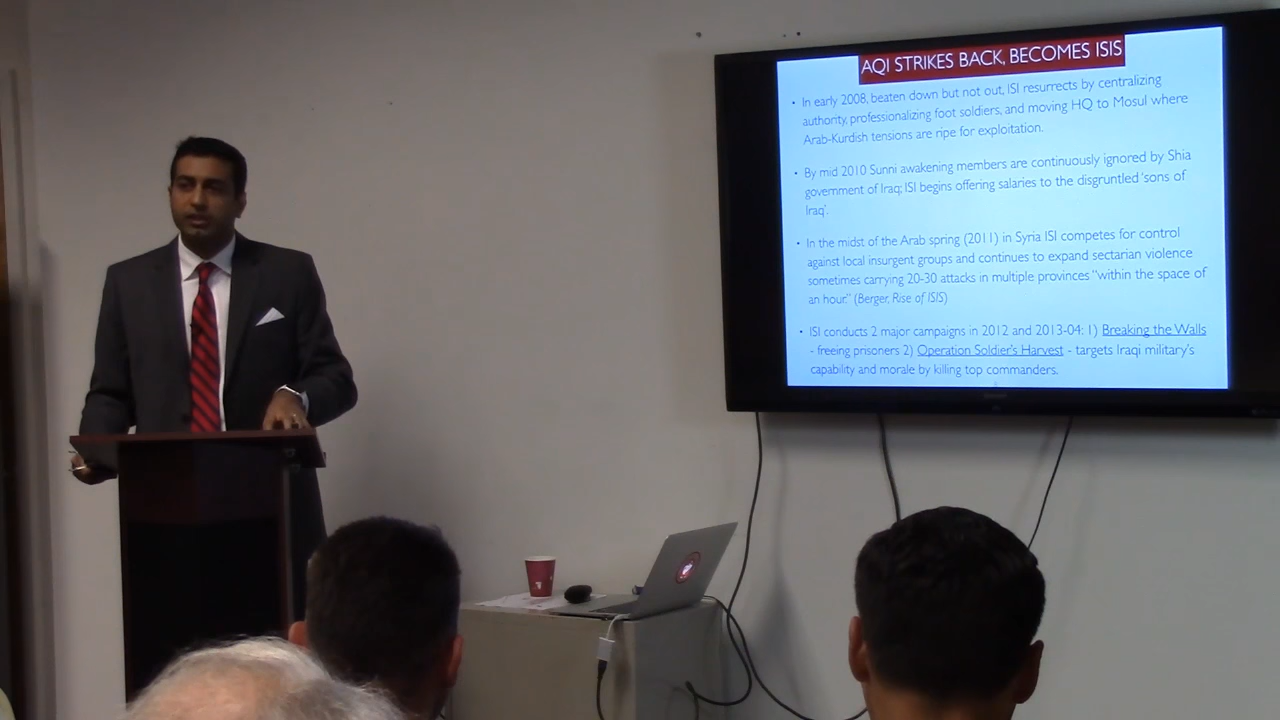 AQI STRIKES BACK, BECOMES ISIS
• In early 2008, beaten down but not out, ISI resurrects by centralizing
authority, professionalizing foot soldiers, and moving HQ to Mosul where
Arab-Kurdish tensions are ripe for exploitation.
• By mid 2010 Sunni awakening members are continuously ignored by Shia
government of Iraq; ISI begins offering salaries to the disgruntled 'sons of
Iraq'.
• In the midst of the Arab spring (2011) in Syria ISI competes for control
against local insurgent groups and continues to expand sectarian violence
sometimes carrying 20-30 attacks in multiple provinces "within the space of
an hour." (Berger, Rise of ISIS)
• ISI conducts 2 major campaigns in 2012 and 2013-04: 1) Breaking the Walls
- freeing prisoners 2) Operation Soldier's Harvest - targets Iraqi military's
capability and morale by killing top commanders.